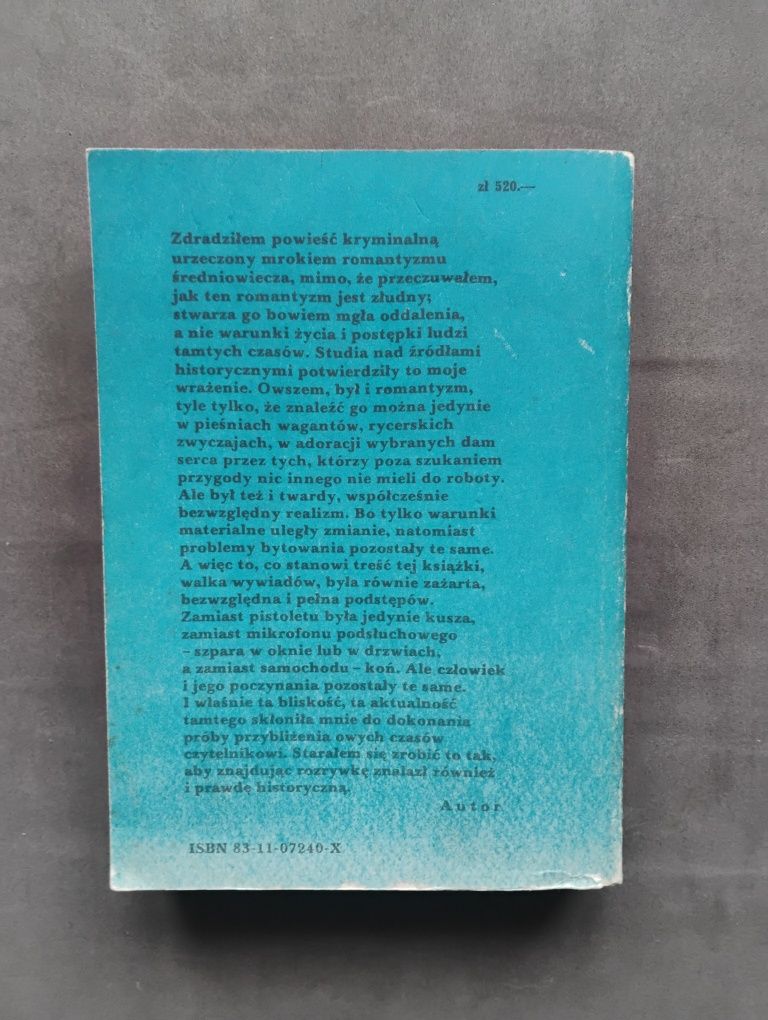 zł 520.—
Zdradziłem powieść kryminalną
urzeczony mrokiem romantyzmu
średniowiecza, mimo, że przeczuwałem,
jak ten romantyzm jest złudny;
stwarza go bowiem mgła oddalenia,
a nie warunki życia i postępki ludzi
tamtych czasów. Studia nad źródłami
historycznymi potwierdziły to moje
wrażenie. Owszem, był i romantyzm,
tyle tylko, że znaleźć go można jedynie
w pieśniach wagantów, rycerskich
zwyczajach, w adoracji wybranych dam
serca przez tych, którzy poza szukaniem
przygody nic innego nie mieli do roboty.
Ale był też i twardy, współcześnie
bezwzględny realizm. Bo tylko warunki
materialne uległy zmianie, natomiast
problemy bytowania pozostały te same.
A więc to, co stanowi treść tej książki,
walka wywiadów, była równie zażarta,
bezwzględna i pełna podstępów.
Zamiast pistoletu była jedynie kusza,
zamiast mikrofonu podsłuchowego
– szpara w oknie lub w drzwiach,
a zamiast samochodu – koń. Ale człowiek
i jego poczynania pozostały te same.
I właśnie ta bliskość, ta aktualność
tamtego skłoniła mnie do dokonania
próby przybliżenia owych czasów
czytelnikowi. Starałem się zrobić to tak,
aby znajdując rozrywkę znalazł również
i prawdę historyczną.
Autor
ISBN 83-11-07240-X